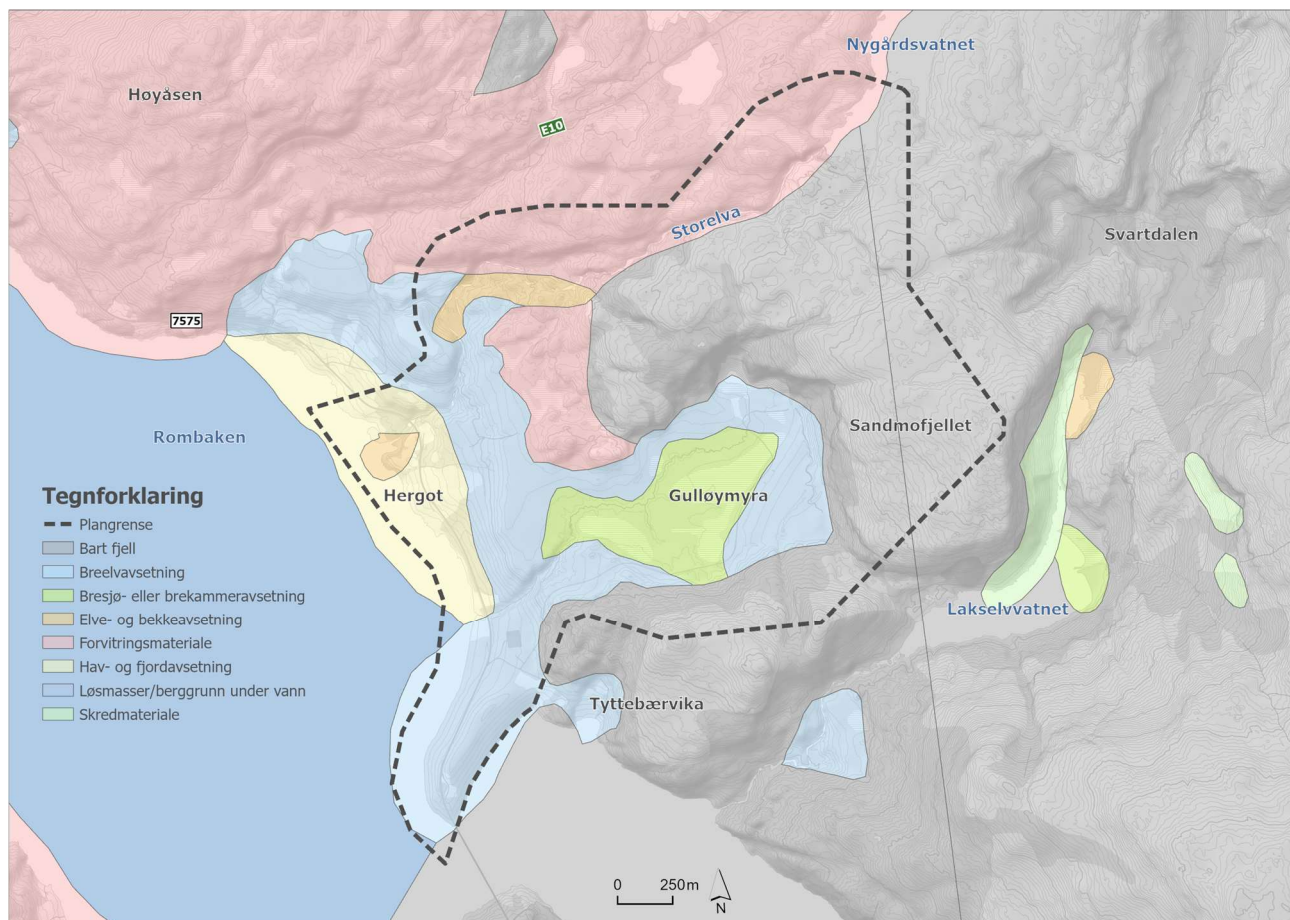 Nygårdsvatnet
Høyåsen
E10
Storelva
Svartdalen
7575
Rombaken
Sandmofjellet
Hergot
Gulløymyra
Lakselvvatnet
Tyttebærvika
Tegnforklaring
Plangrense
Bart fjell
Breelvavsetning
Bresjø- eller brekammeravsetning
Elve- og bekkeavsetning
Forvitringsmateriale
Hav- og fjordavsetning
Løsmasser/berggrunn under vann
Skredmateriale
0 250m
N